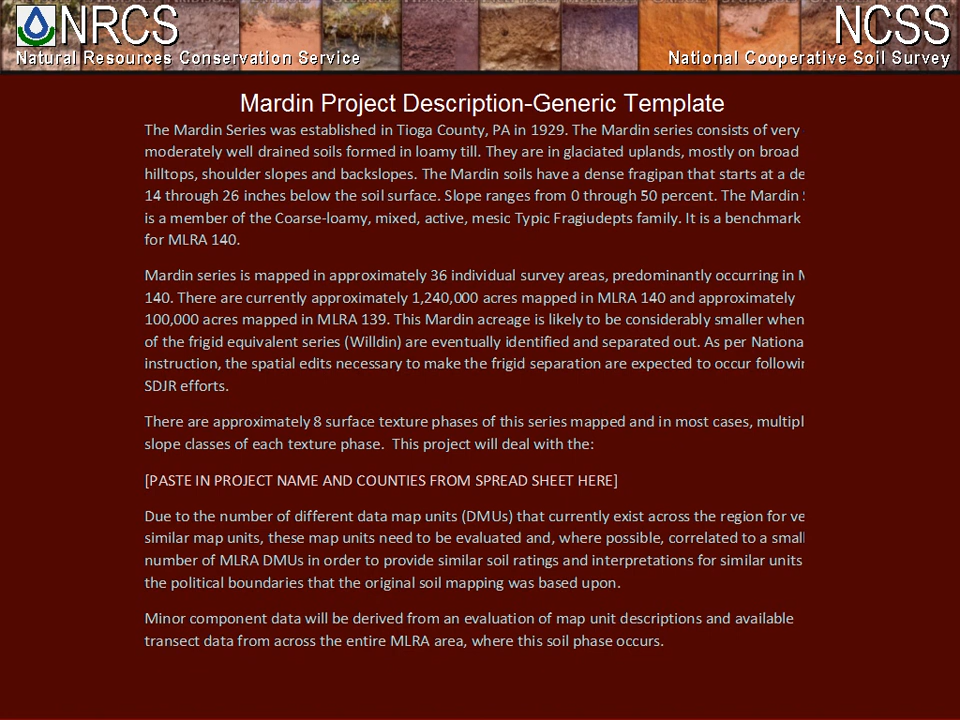 NRCS
NCSS
Natural Resources Conservation Service
National Cooperative Soil Survey
Mardin Project Description-Generic Template
The Mardin Series was established in Tioga County, PA in 1929. The Mardin series consists of very
moderately well drained soils formed in loamy till. They are in glaciated uplands, mostly on broad
hilltops, shoulder slopes and backslopes. The Mardin soils have a dense fragipan that starts at a de
14 through 26 inches below the soil surface. Slope ranges from 0 through 50 percent. The Mardin
is a member of the Coarse-loamy, mixed, active, mesic Typic Fragiudepts family. It is a benchmark
for MLRA 140.
Mardin series is mapped in approximately 36 individual survey areas, predominantly occurring in
140. There are currently approximately 1,240,000 acres mapped in MLRA 140 and approximately
100,000 acres mapped in MLRA 139. This Mardin acreage is likely to be considerably smaller when
of the frigid equivalent series (Willdin) are eventually identified and separated out. As per Nationa
instruction, the spatial edits necessary to make the frigid separation are expected to occur followin
SDJR efforts.
There are approximately 8 surface texture phases of this series mapped and in most cases, multipl
slope classes of each texture phase. This project will deal with the:
[PASTE IN PROJECT NAME AND COUNTIES FROM SPREAD SHEET HERE]
Due to the number of different data map units (DMUs) that currently exist across the region for ve
similar map units, these map units need to be evaluated and, where possible, correlated to a small
number of MLRA DMUs in order to provide similar soil ratings and interpretations for similar units
the political boundaries that the original soil mapping was based upon.
Minor component data will be derived from an evaluation of map unit descriptions and available
transect data from across the entire MLRA area, where this soil phase occurs.